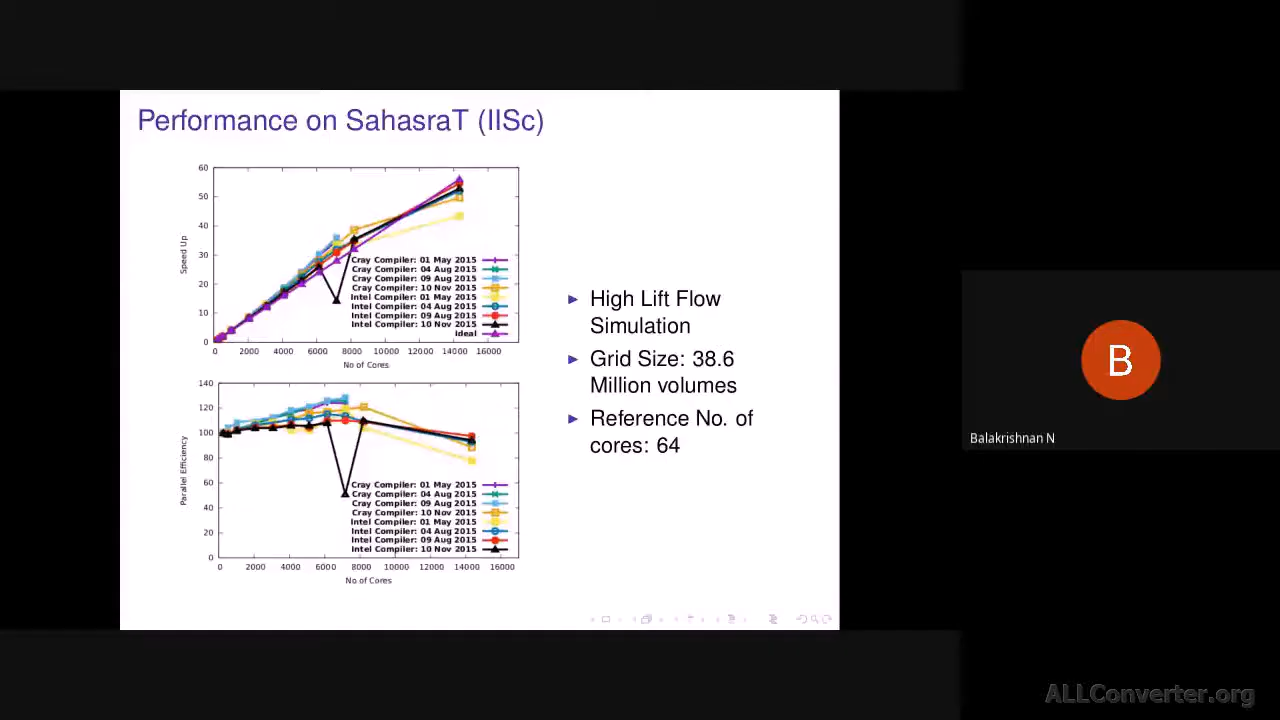 Performance on SahasraT (IISc)
60
50
40
30
20
10
0
Speed Up
Cray Compiler: 01 May 2015
Cray Compiler: 04 Aug 2015
Cray Compiler: 09 Aug 2015
Cray Compiler: 10 Nov 2015
Intel Compiler: 01 May 2015
Intel Compiler: 04 Aug 2015
Intel Compiler: 09 Aug 2015
Intel Compiler: 10 Nov 2015
Ideal
0 2000 4000 6000 8000 10000 12000 14000 16000
No of Cores
140
120
100
80
60
40
20
0
Parallel Efficiency
Cray Compiler: 01 May 2015
Cray Compiler: 04 Aug 2015
Cray Compiler: 09 Aug 2015
Cray Compiler: 10 Nov 2015
Intel Compiler: 01 May 2015
Intel Compiler: 04 Aug 2015
Intel Compiler: 09 Aug 2015
Intel Compiler: 10 Nov 2015
0 2000 4000 6000 8000 10000 12000 14000 16000
No of Cores
High Lift Flow
Simulation
Grid Size: 38.6
Million volumes
Reference No. of
cores: 64
B
Balakrishnan N
ALLConverter.org